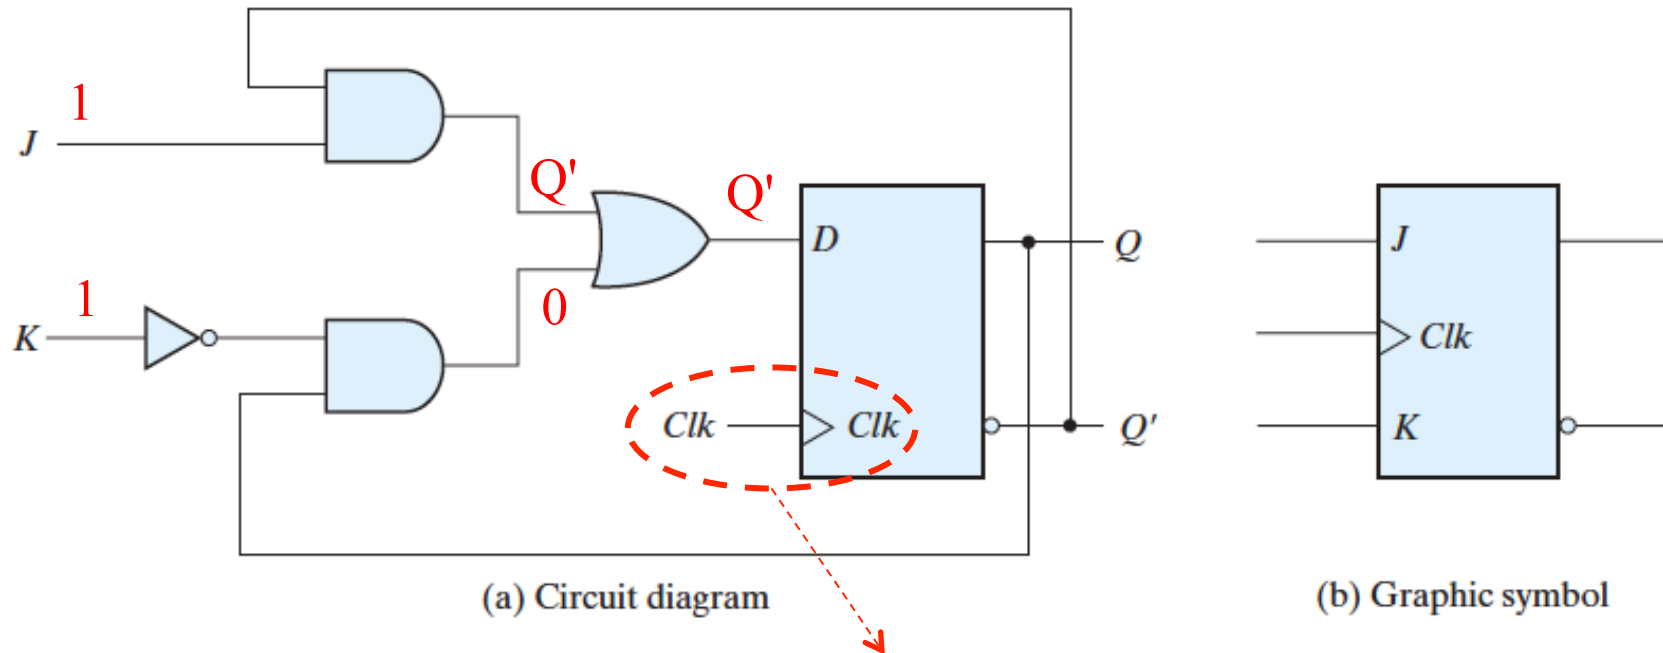 1
J
Q'
Q'
D
Q
J
1
K
0
Clk
Clk
Clk
Q'
K
(a) Circuit diagram
(b) Graphic symbol